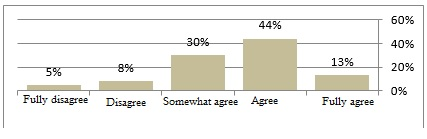 60%
40%
20%
0%
5%
8%
30%
44%
13%
Fully disagree
Disagree
Somewhat agree
Agree
Fully agree